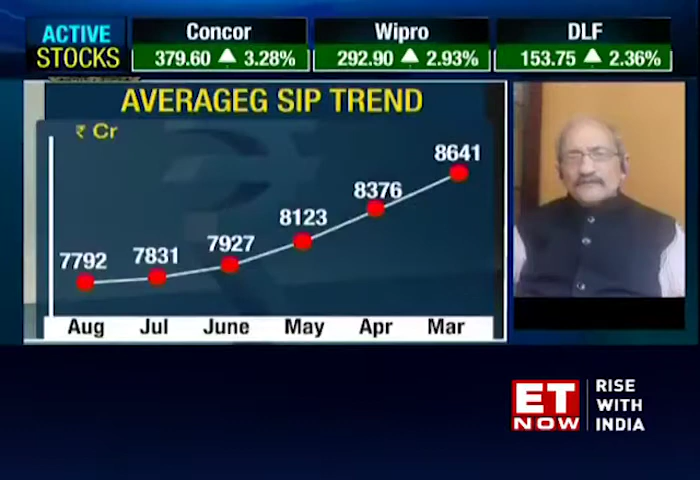 ACTIVE
STOCKS
Concor
379.60 ▲ 3.28%
Wipro
292.90 ▲ 2.93%
DLF
153.75 ▲ 2.36%
AVERAGEG SIP TREND
₹ Cr
7792
7831
7927
8123
8376
8641
Aug Jul June May Apr Mar
ET
NOW
RISE
WITH
INDIA